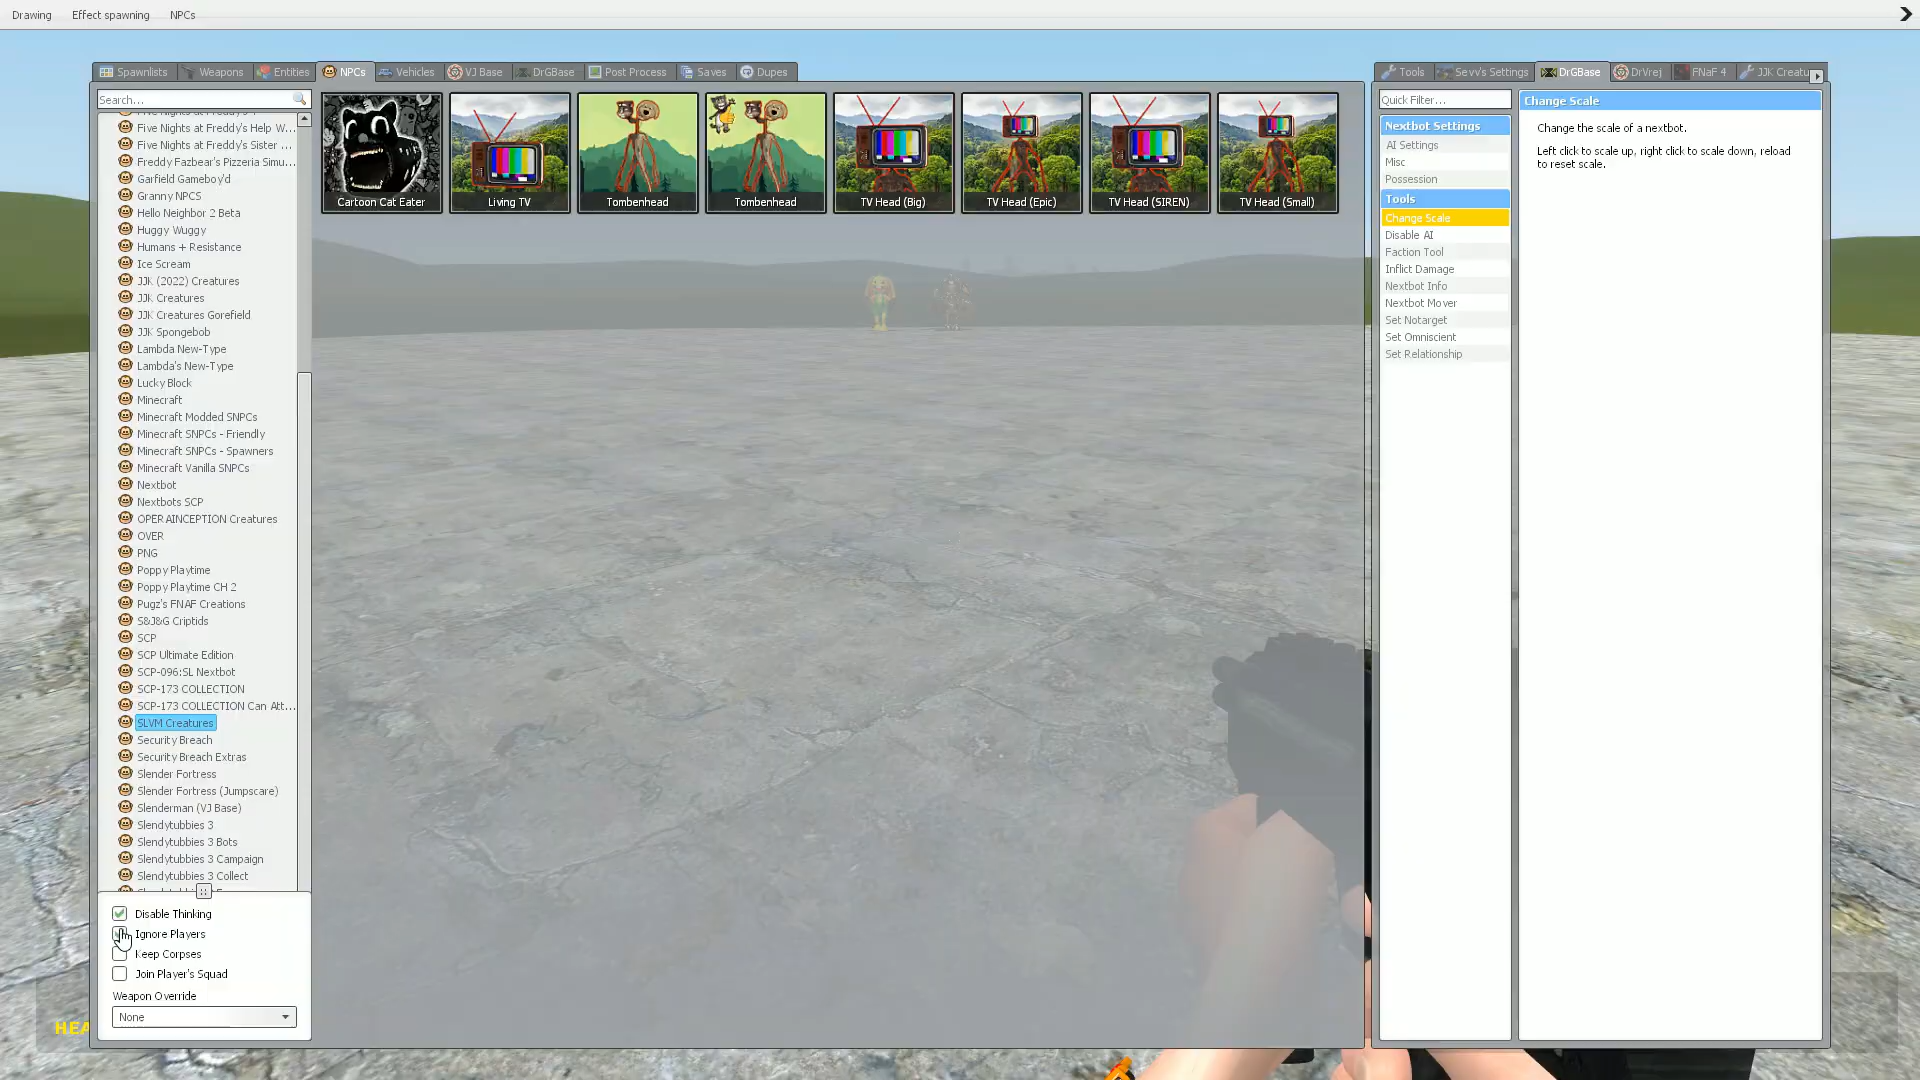 Drawing Effect spawning NPCs
Spawnlists Weapons Entities NPCs Vehicles VJ Base DrGBase Post Process Saves Dupes
Search...
Five Nights at Freddy's Help W...
Five Nights at Freddy's Sister ...
Freddy Fazbear's Pizzeria Simu...
Garfield Gameboy'd
Granny NPCS
Hello Neighbor 2 Beta
Huggy Wuggy
Humans + Resistance
Ice Scream
JJK (2022) Creatures
JJK Creatures
JJK Creatures Gorefield
JJK Spongebob
Lambda New-Type
Lambda's New-Type
Lucky Block
Minecraft
Minecraft Modded SNPCs
Minecraft SNPCs - Friendly
Minecraft SNPCs - Spawners
Minecraft Vanilla SNPCs
Nextbot
Nextbots SCP
OPERAINCEPTION Creatures
OVER
PNG
Poppy Playtime
Poppy Playtime CH 2
Pugz's FNAF Creations
S&J&G Criptids
SCP
SCP Ultimate Edition
SCP-096:SL Nextbot
SCP-173 COLLECTION
SCP-173 COLLECTION Can Att...
SLVM Creatures
Security Breach
Security Breach Extras
Slender Fortress
Slender Fortress (Jumpscare)
Slenderman (VJ Base)
Slendytubbies 3
Slendytubbies 3 Bots
Slendytubbies 3 Campaign
Slendytubbies 3 Collect
Disable Thinking
Ignore Players
Keep Corpses
Join Player's Squad
Weapon Override
None
HEA
Cartoon Cat Eater
Living TV
Tombenhead
Tombenhead
TV Head (Big)
TV Head (Epic)
TV Head (SIREN)
TV Head (Small)
Tools Sevv's Settings DrGBase DrVrej FNaF 4 JJK Creatu
Quick Filter...
Nextbot Settings
AI Settings
Misc
Possession
Tools
Change Scale
Disable AI
Faction Tool
Inflict Damage
Nextbot Info
Nextbot Mover
Set Notarget
Set Omniscient
Set Relationship
Change Scale
Change the scale of a nextbot.
Left click to scale up, right click to scale down, reload
to reset scale.